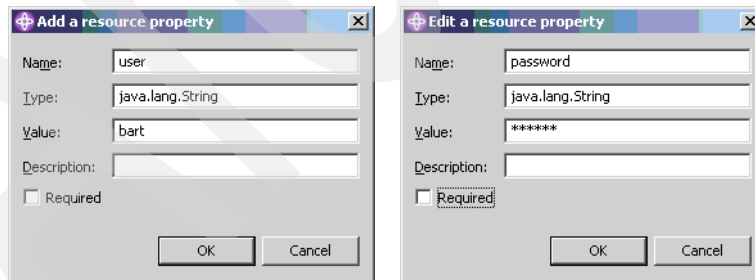 Add a resource property
Name: user
Type: java.lang.String
Value: bart
Description:
Required
OK Cancel
Edit a resource property
Name: password
Type: java.lang.String
Value: ******
Description:
Required
OK Cancel